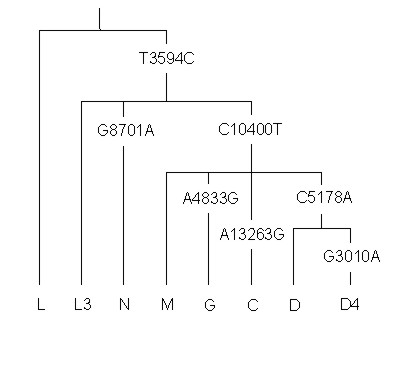 T3594C
G8701A C10400T
A4833G C5178A
A13263G
G3010A
L L3 N M G C D D4